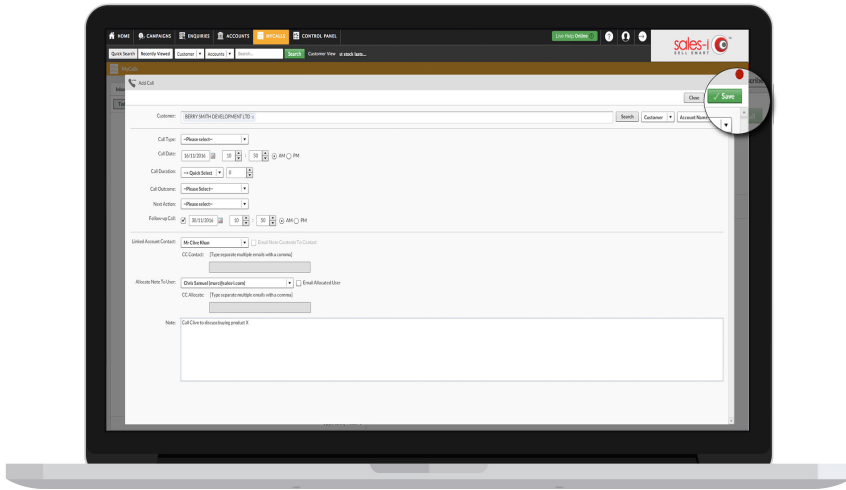 HOME CAMPAIGNS ENQUIRIES ACCOUNTS MYCALLS CONTROL PANEL Live Help Online
sales-i
SELL SMART
Quick Search Recently Viewed Customer Accounts Search... Search Customer View
MyCalls
Add Call
Close Save
Customer: BERRY SMITH DEVELOPMENT LTD x Search Customer Account Name
Call Type: -Please select-
Call Date: 16/11/2016 10 : 50 AM PM
Call Duration: Quick Select 0
Call Outcome: -Please Select-
Next Action: -Please select-
Follow-up Call: 30/11/2016 10 : 50 AM PM
Linked Account Contact: Mr Clive Khan Email Note Contents To Contact
CC Contact: [Type separate multiple emails with a comma]
Allocate Note To User: Chris Samuel Email Allocated User
CC Allocate: [Type separate multiple emails with a comma]
Note: Call Clive to discuss buying product X